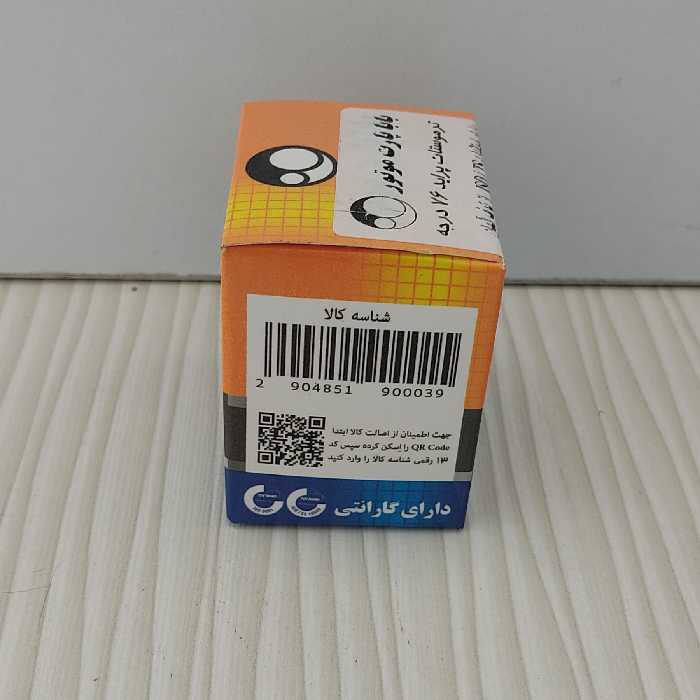 بابا پارت موتور
ترموستات پراید ۷۶ درجه
شناسه کالا
2 904851 900039
جهت اطمینان از اصالت کالا ابتدا
QR Code را اسکن کرده سپس کد
۱۳ رقمی شناسه کالا را وارد کنید
دارای گارانتی